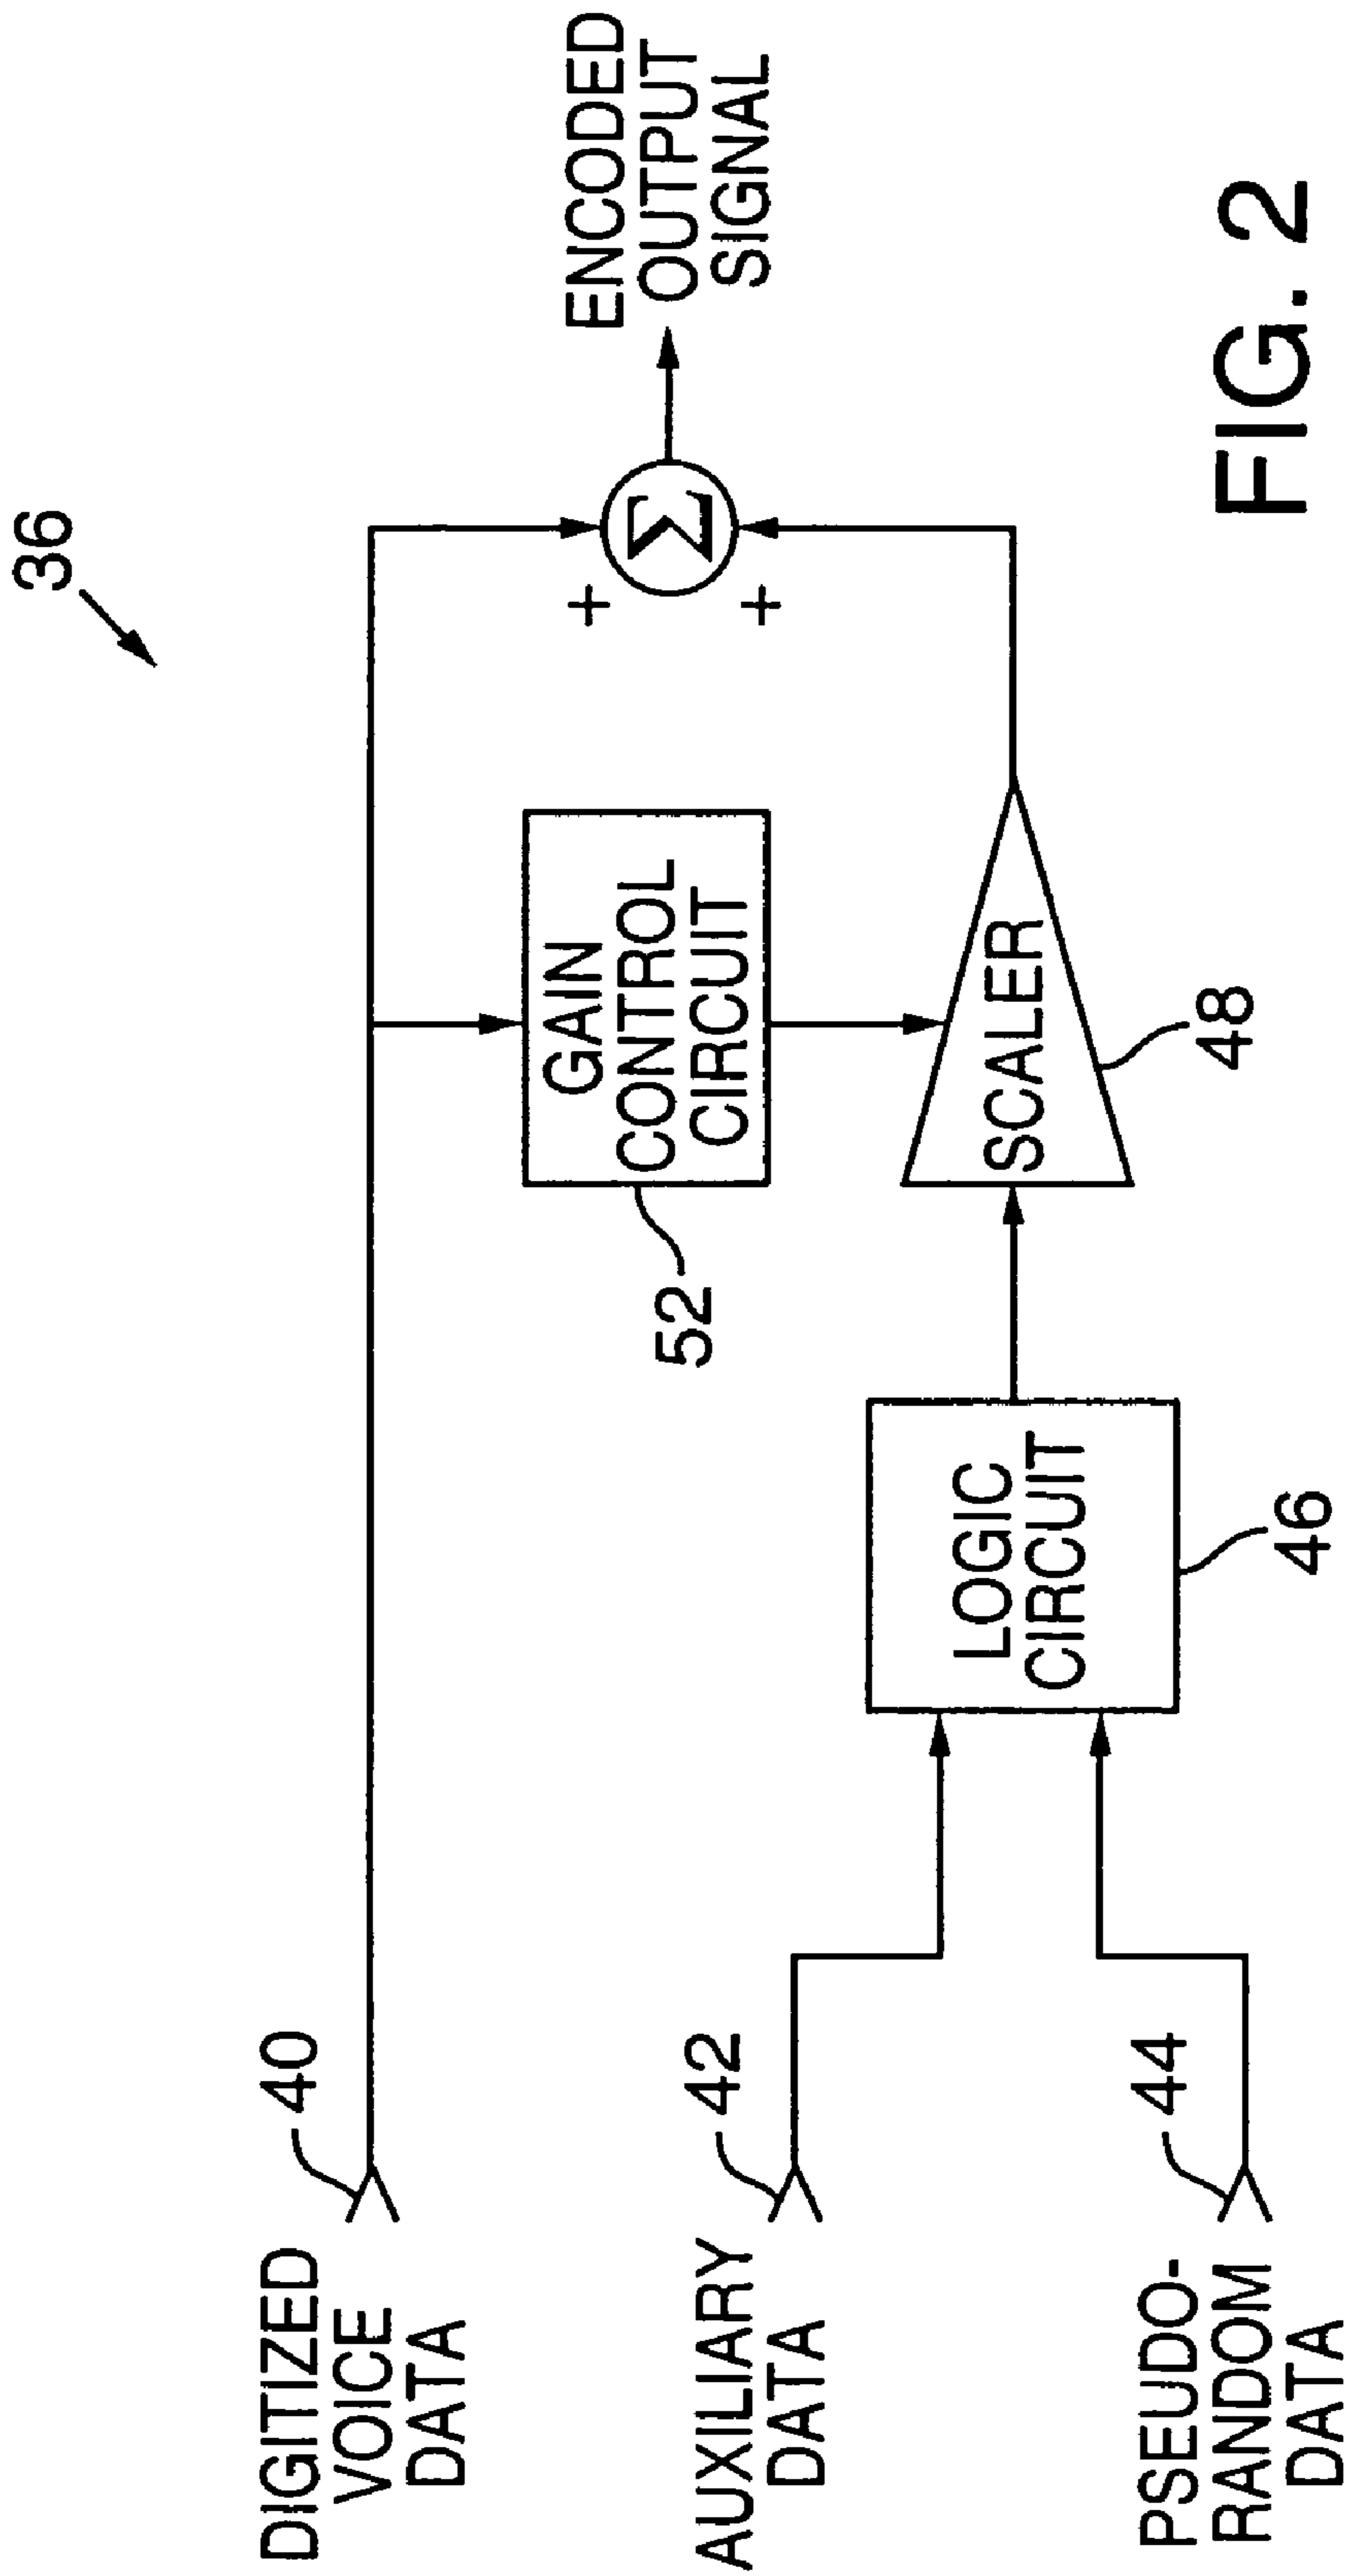 36
DIGITIZED
VOICE
DATA
40
GAIN
CONTROL
CIRCUIT
52
+
Σ
+
ENCODED
OUTPUT
SIGNAL
AUXILIARY
DATA
42
LOGIC
CIRCUIT
46
SCALER
48
PSEUDO-
RANDOM
DATA
44
FIG. 2